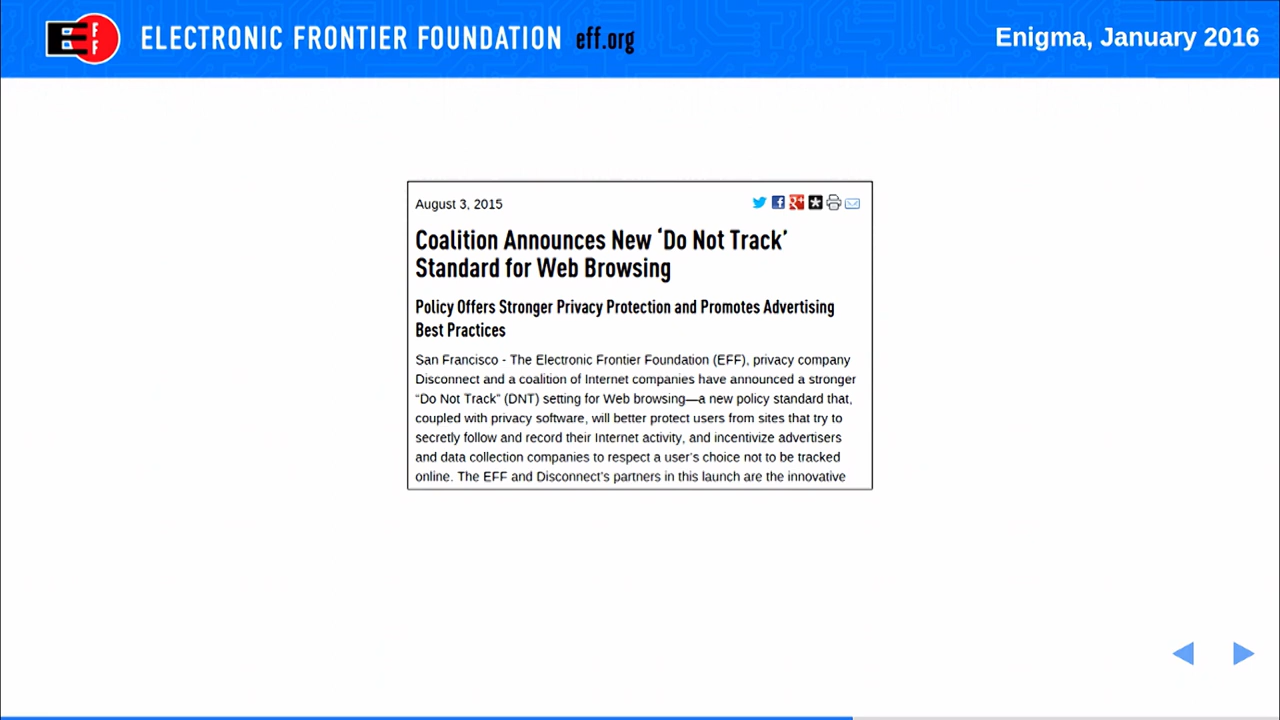 E
F
F
ELECTRONIC FRONTIER FOUNDATION eff.org
Enigma, January 2016
August 3, 2015
Coalition Announces New ‘Do Not Track’
Standard for Web Browsing
Policy Offers Stronger Privacy Protection and Promotes Advertising
Best Practices
San Francisco - The Electronic Frontier Foundation (EFF), privacy company
Disconnect and a coalition of Internet companies have announced a stronger
“Do Not Track” (DNT) setting for Web browsing—a new policy standard that,
coupled with privacy software, will better protect users from sites that try to
secretly follow and record their Internet activity, and incentivize advertisers
and data collection companies to respect a user’s choice not to be tracked
online. The EFF and Disconnect’s partners in this launch are the innovative